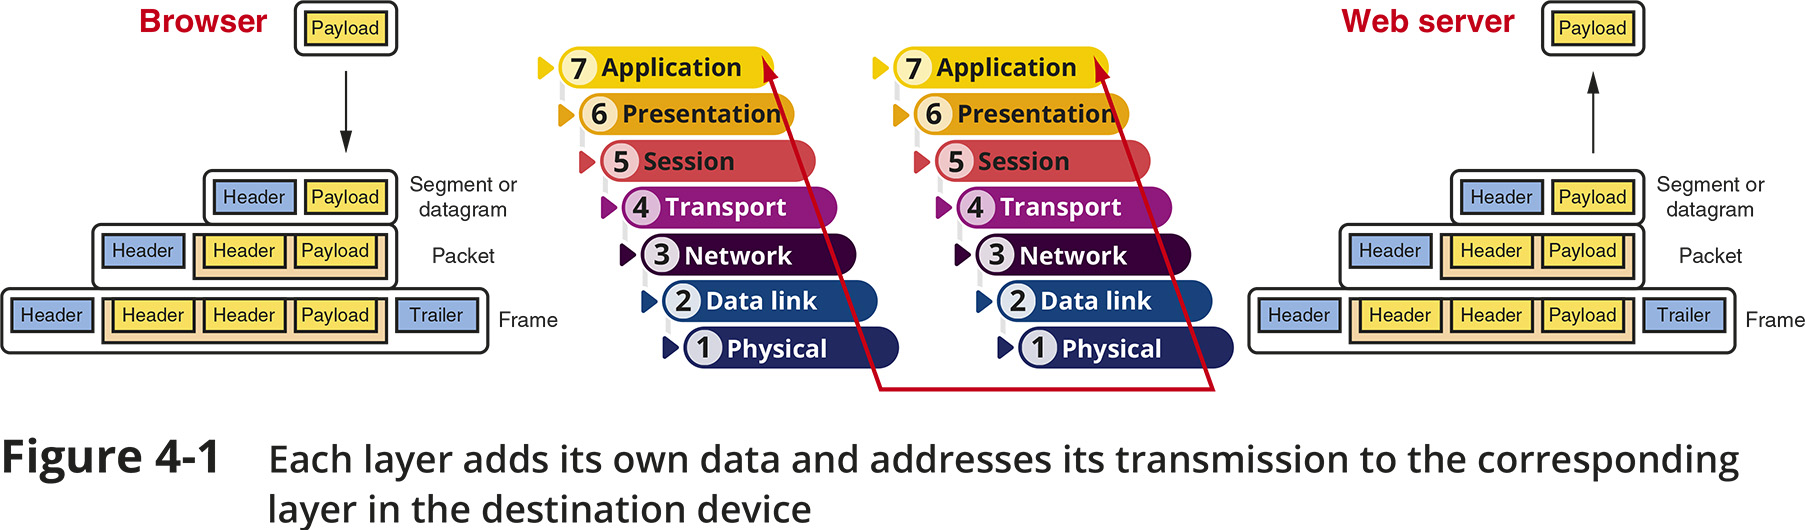 Browser
Payload
Header Payload
Segment or
datagram
Header Header Payload
Packet
Header Header Header Payload Trailer
Frame
7 Application
6 Presentation
5 Session
4 Transport
3 Network
2 Data link
1 Physical
7 Application
6 Presentation
5 Session
4 Transport
3 Network
2 Data link
1 Physical
Web server
Payload
Header Payload
Segment or
datagram
Header Header Payload
Packet
Header Header Header Payload Trailer
Frame
Figure 4-1 Each layer adds its own data and addresses its transmission to the corresponding
layer in the destination device